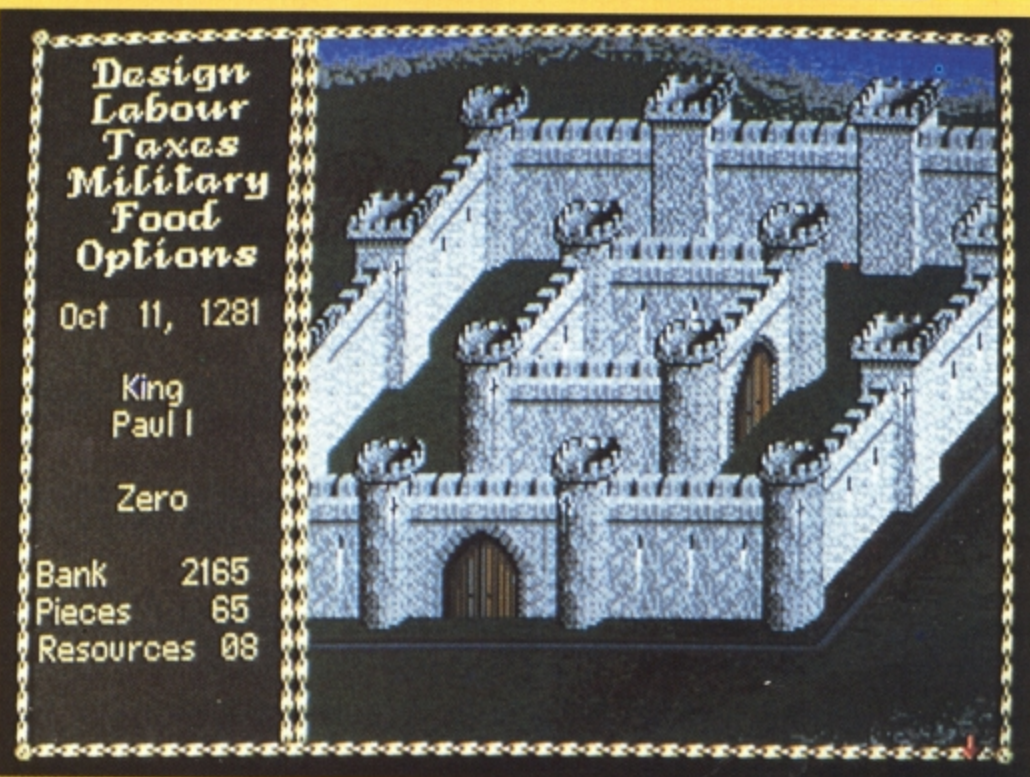 Design
Labour
Taxes
Military
Food
Options
Oct 11, 1281
King
Paul I
Zero
Bank 2165
Pieces 65
Resources 08